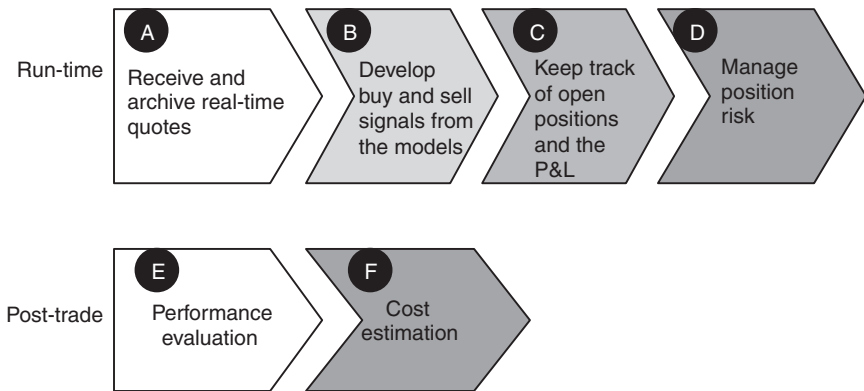 Run-time
A
Receive and
archive real-time
quotes
B
Develop
buy and sell
signals from
the models
C
Keep track
of open
positions
and the
P&L
D
Manage
position
risk
Post-trade
E
Performance
evaluation
F
Cost
estimation